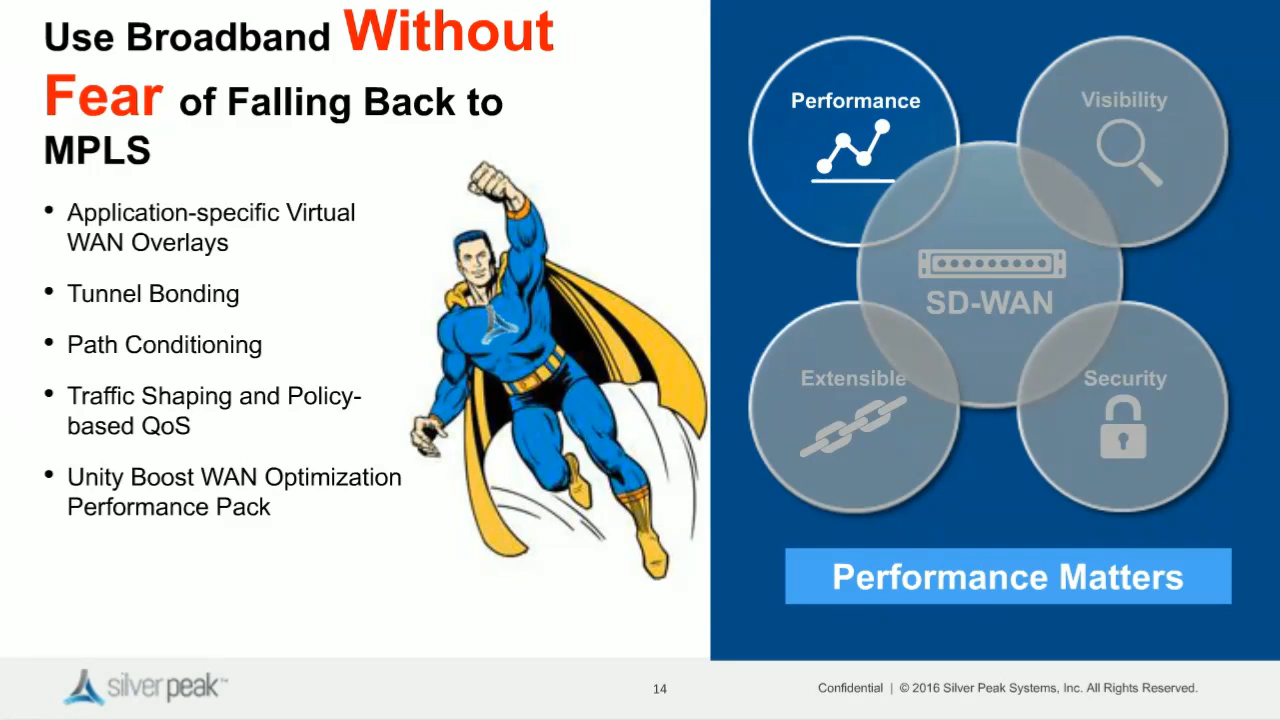 Use Broadband Without
Fear of Falling Back to
MPLS
• Application-specific Virtual
WAN Overlays
• Tunnel Bonding
• Path Conditioning
• Traffic Shaping and Policy-
based QoS
• Unity Boost WAN Optimization
Performance Pack
Performance
Visibility
SD-WAN
Extensible
Security
Performance Matters
silver peak™
14
Confidential | © 2016 Silver Peak Systems, Inc. All Rights Reserved.